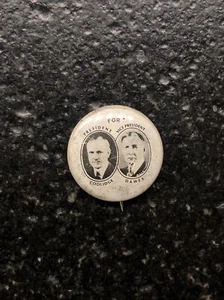 FOR
PRESIDENT
VICE PRESIDENT
COOLIDGE
DAWES